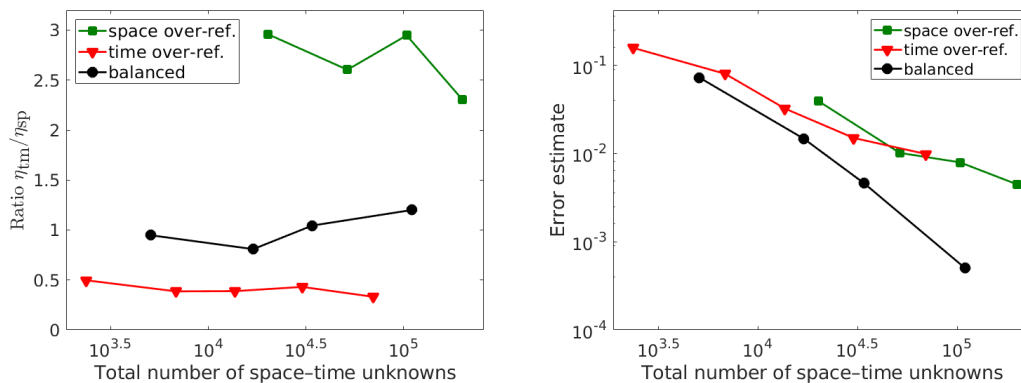 3
2.5
2
1.5
1
0.5
0
Ratio η_tm/η_sp
space over-ref.
time over-ref.
balanced
10^3.5
10^4
10^4.5
10^5
Total number of space–time unknowns
10^-1
10^-2
10^-3
10^-4
Error estimate
space over-ref.
time over-ref.
balanced
10^3.5
10^4
10^4.5
10^5
Total number of space–time unknowns